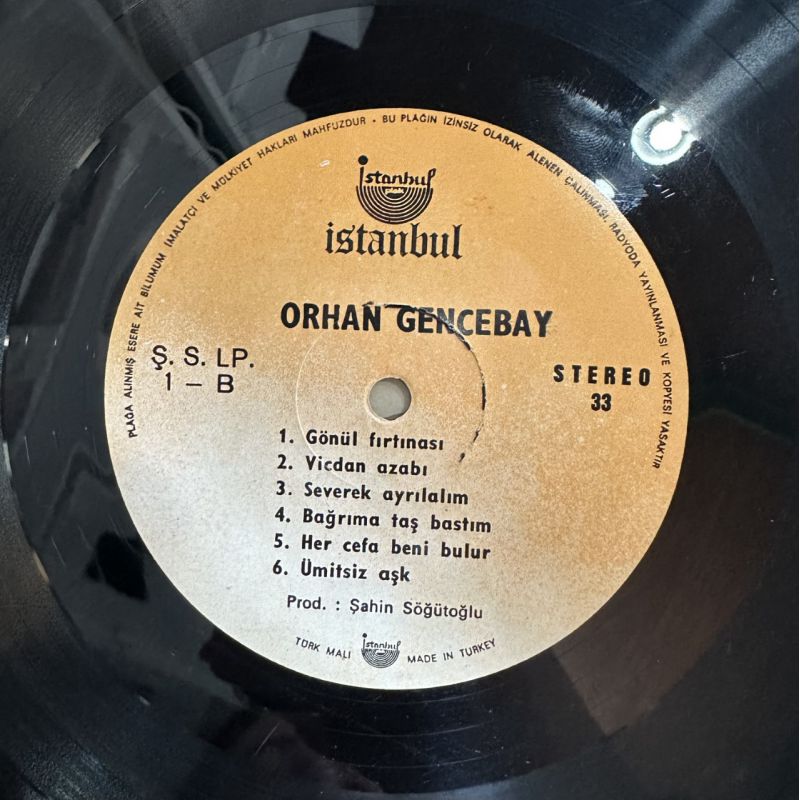 PLAĞA ALINMIŞ ESERE AİT BİLUMUM İMALATÇI VE MÜLKİYET HAKLARI MAHFUZDUR · BU PLAĞIN İZİNSİZ OLARAK ALENEN ÇALINMASI, RADYODA YAYINLANMASI VE KOPYESİ YASAKTIR
istanbul
plak
istanbul
ORHAN GENCEBAY
Ş. S. LP.
1 – B
STEREO
33
1. Gönül fırtınası
2. Vicdan azabı
3. Severek ayrılalım
4. Bağrıma taş bastım
5. Her cefa beni bulur
6. Ümitsiz aşk
Prod. : Şahin Söğütoğlu
TÜRK MALI istanbul MADE IN TURKEY